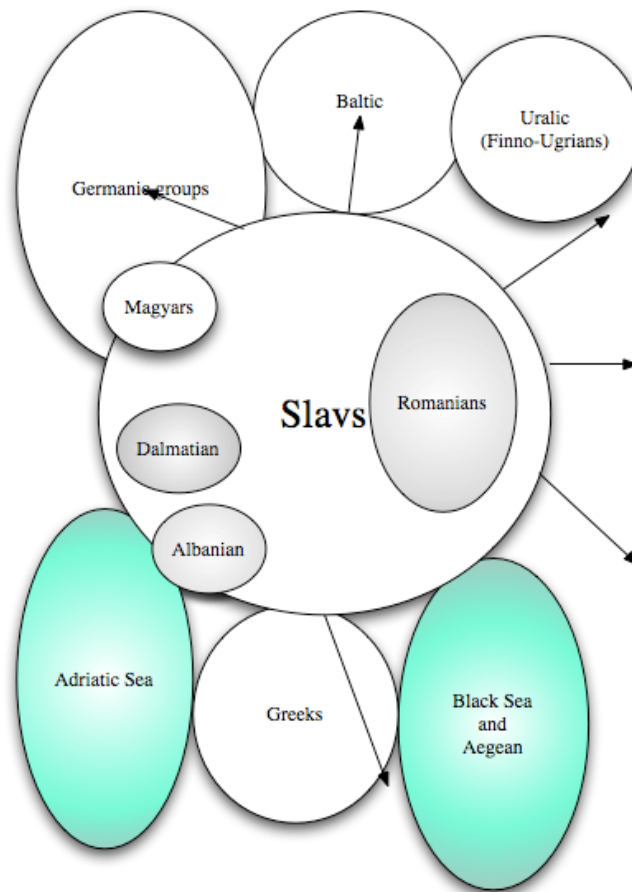 Baltic
Uralic
(Finno-Ugrians)
Germanic groups
Magyars
Romanians
Slavs
Dalmatian
Albanian
Adriatic Sea
Greeks
Black Sea
and
Aegean